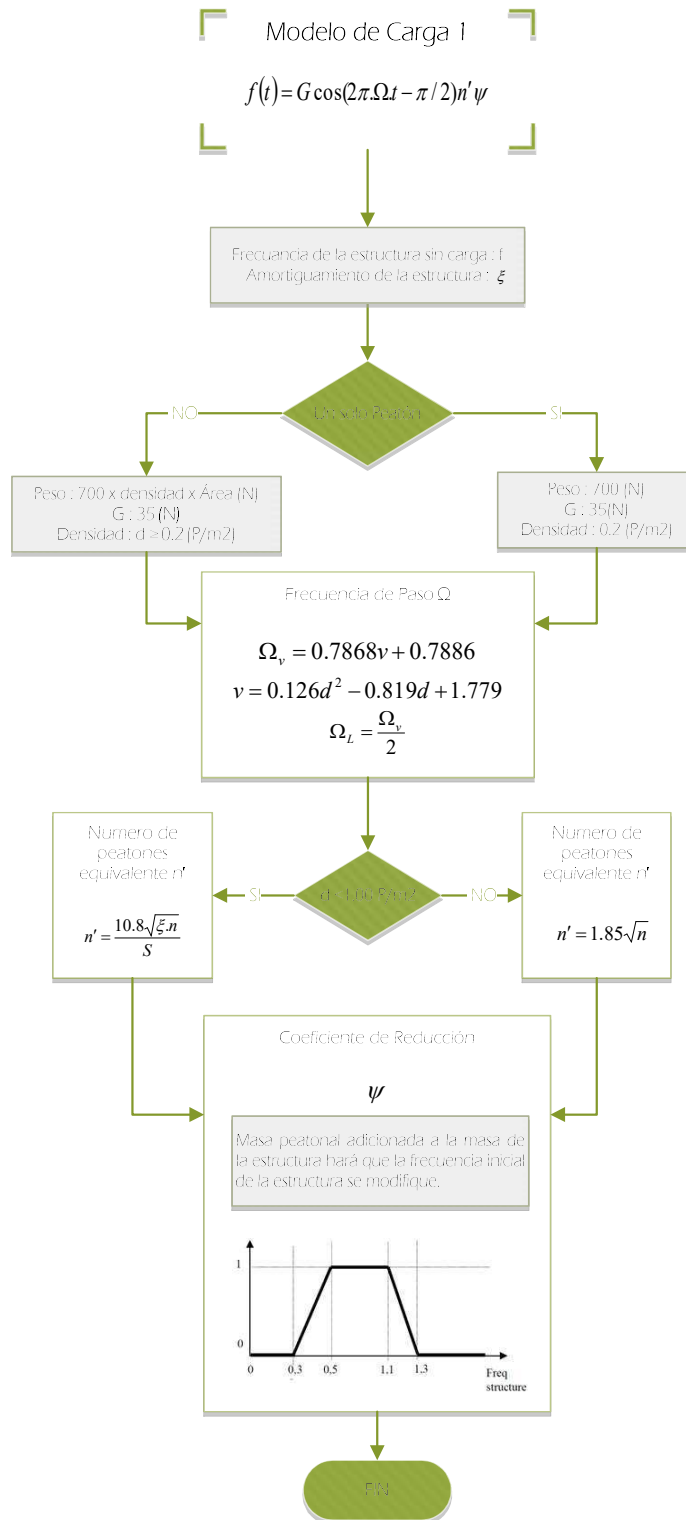 Modelo de Carga 1
f(t)=G cos(2π.Ω.t−π/2)n′ψ
Frecuancia de la estructura sin carga : f
Amortiguamiento de la estructura : ξ
Un solo Peatón
NO
SI
Peso : 700 x densidad x Área (N)
G : 35 (N)
Densidad : d ≥ 0.2 (P/m2)
Peso : 700 (N)
G : 35(N)
Densidad : 0.2 (P/m2)
Frecuencia de Paso Ω
Ωv = 0.7868v + 0.7886
v = 0.126d² − 0.819d + 1.779
ΩL = Ωv/2
Numero de
peatones
equivalente n'
n′ = 10.8√ξ.n / S
SI
NO
Numero de
peatones
equivalente n'
n′ = 1.85√n
Coeficiente de Reducción
ψ
Masa peatonal adicionada a la masa de
la estructura hará que la frecuencia inicial
de la estructura se modifique.
1
0
0 0,3 0,5 1,1 1,3
Freq
structure
FIN